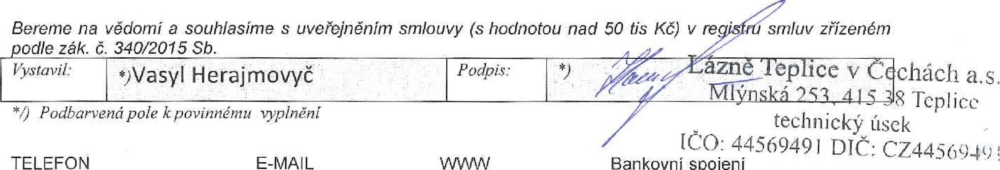 Bereme na vědomí a souhlasíme s uveřejněním smlouvy (s hodnotou nad 50 tis Kč) v registru smluv zřízeném
podle zák. č. 340/2015 Sb.
Vystavil: *)Vasyl Herajmovyč Podpis: *)
Lázně Teplice v Čechách a.s.
Mlýnská 253, 415 38 Teplice
*/) Podbarvená pole k povinnému vyplnění
technický úsek
IČO: 44569491 DIČ: CZ44569491
TELEFON E-MAIL WWW Bankovní spojení